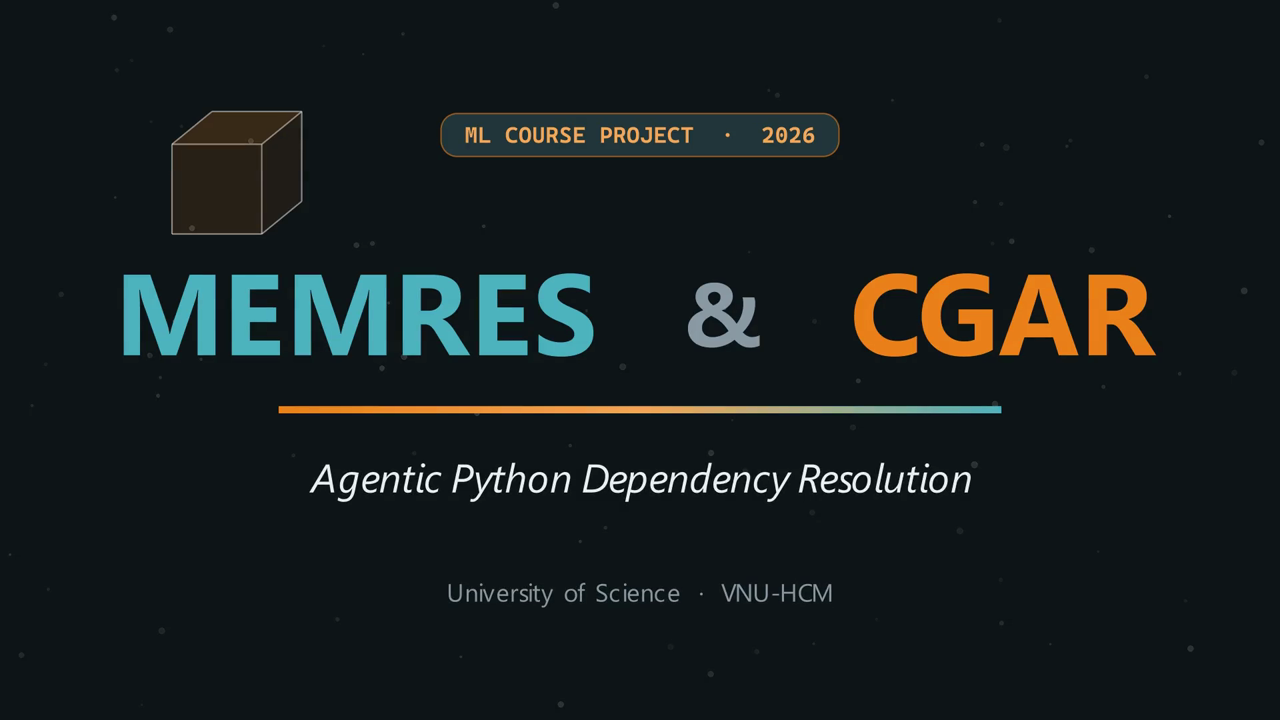 ML COURSE PROJECT · 2026
MEMRES & CGAR
Agentic Python Dependency Resolution
University of Science · VNU-HCM